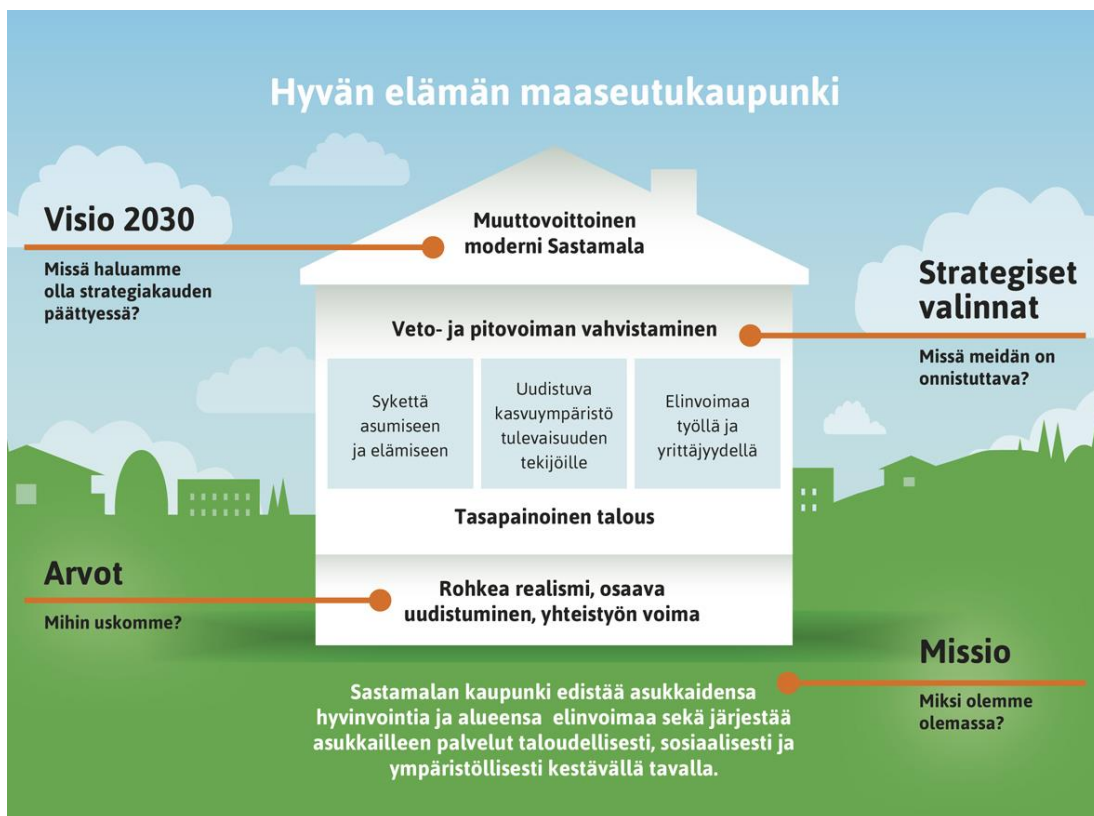 Hyvän elämän maaseutukaupunki
Visio 2030
Missä haluamme
olla strategiakauden
päättyessä?
Muuttovoittoinen
moderni Sastamala
Strategiset
valinnat
Missä meidän on
onnistuttava?
Veto- ja pitovoiman vahvistaminen
Sykettä
asumiseen
ja elämiseen
Uudistuva
kasvuympäristö
tulevaisuuden
tekijöille
Elinvoimaa
työllä ja
yrittäjyydellä
Tasapainoinen talous
Arvot
Mihin uskomme?
Rohkea realismi, osaava
uudistuminen, yhteistyön voima
Missio
Miksi olemme
olemassa?
Sastamalan kaupunki edistää asukkaidensa
hyvinvointia ja alueensa elinvoimaa sekä järjestää
asukkailleen palvelut taloudellisesti, sosiaalisesti ja
ympäristöllisesti kestävällä tavalla.